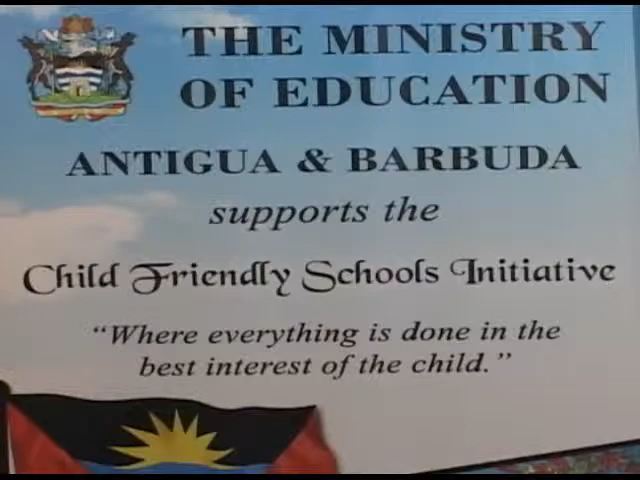 THE MINISTRY
OF EDUCATION
ANTIGUA & BARBUDA
supports the
Child Friendly Schools Initiative
“Where everything is done in the
best interest of the child.”